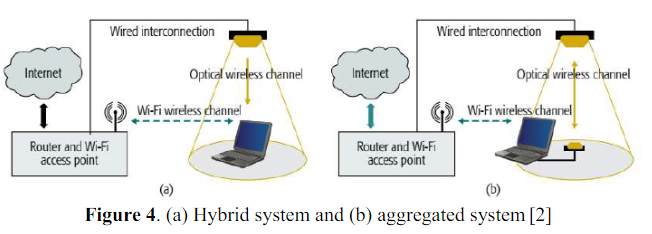 Wired interconnection
Internet
Optical wireless channel
Wi-Fi wireless channel
Router and Wi-Fi
access point
(a)
Wired interconnection
Internet
Optical wireless channel
Wi-Fi wireless channel
Router and Wi-Fi
access point
(b)
Figure 4. (a) Hybrid system and (b) aggregated system [2]